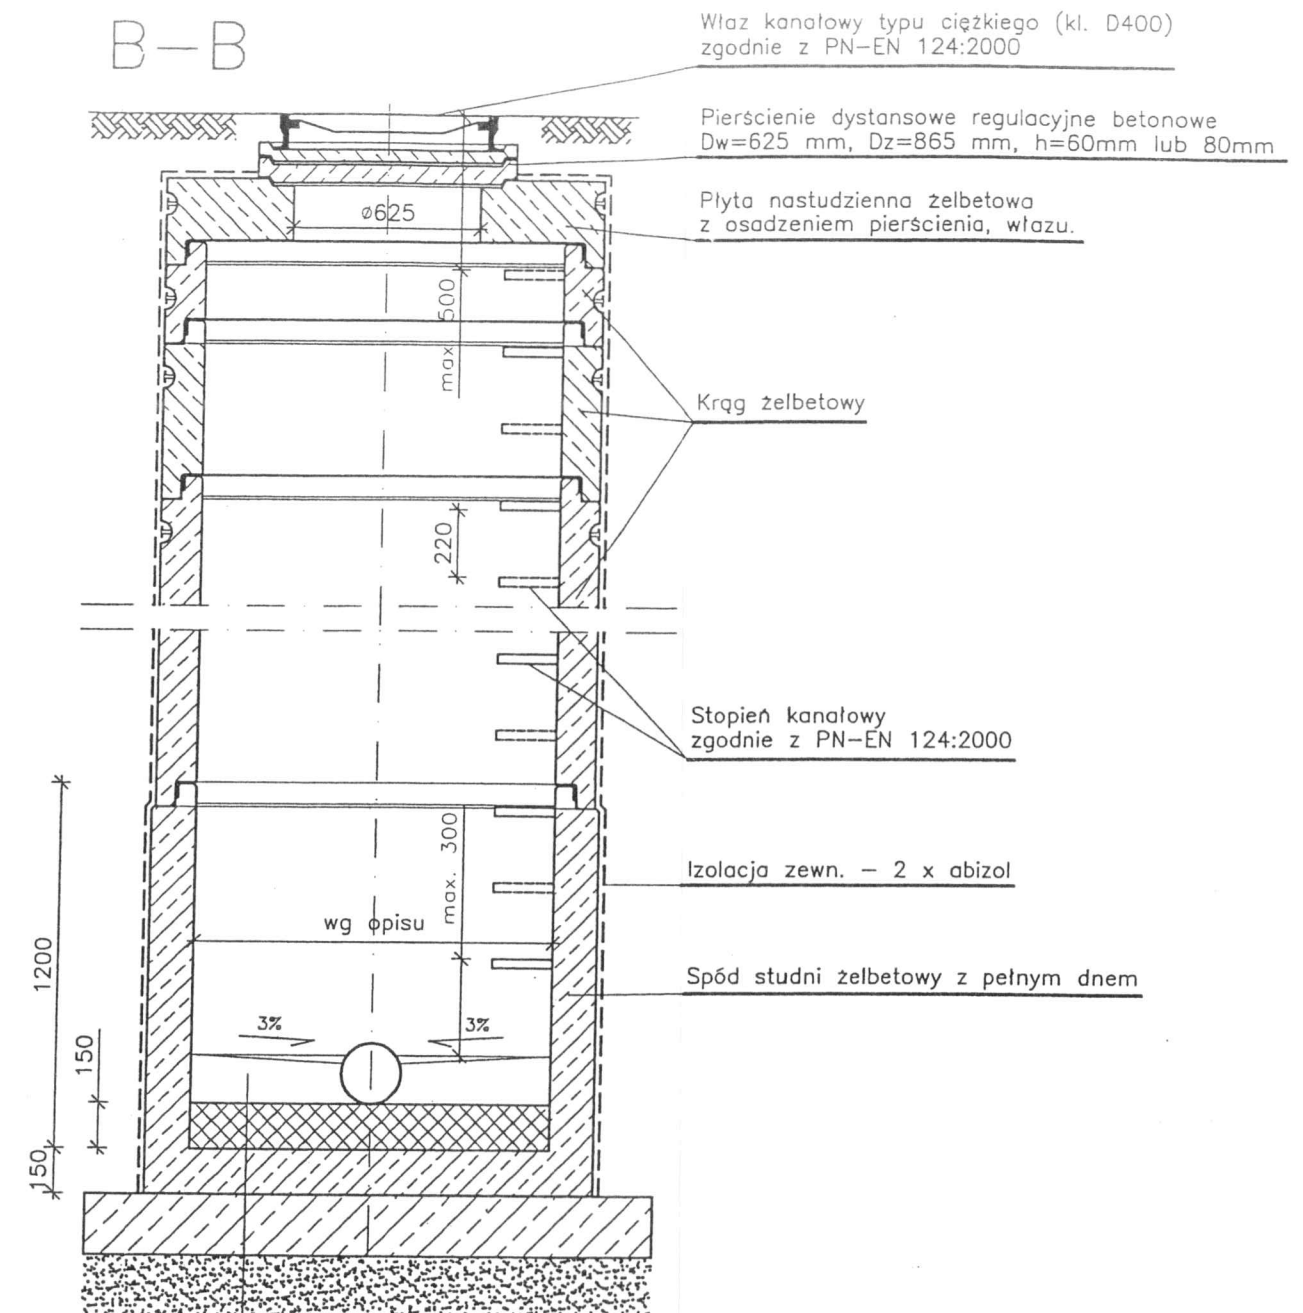 B-B
Właz kanałowy typu ciężkiego (kl. D400)
zgodnie z PN-EN 124:2000
Pierścienie dystansowe regulacyjne betonowe
Dw=625 mm, Dz=865 mm, h=60mm lub 80mm
Płyta nastudzienna żelbetowa
z osadzeniem pierścienia, włazu.
ø625
max. 500
Krąg żelbetowy
220
Stopień kanałowy
zgodnie z PN-EN 124:2000
max. 300
Izolacja zewn. - 2 x abizol
wg opisu
Spód studni żelbetowy z pełnym dnem
1200
3%
3%
150
150